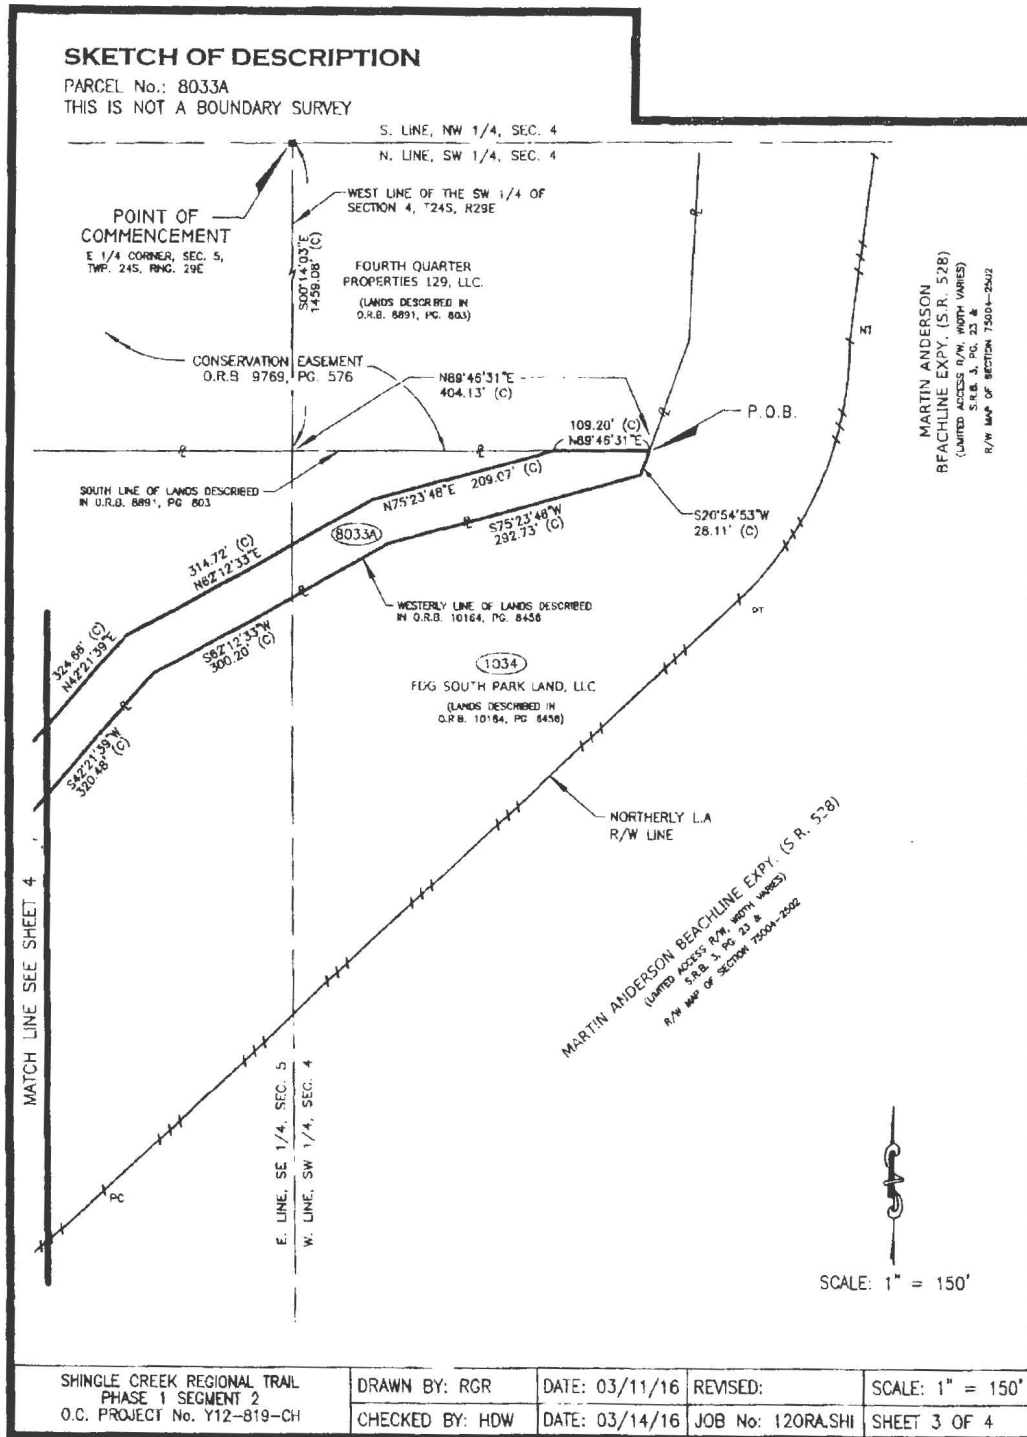 SKETCH OF DESCRIPTION
PARCEL No.: 8033A
THIS IS NOT A BOUNDARY SURVEY
S. LINE, NW 1/4, SEC. 4
N. LINE, SW 1/4, SEC. 4
WEST LINE OF THE SW 1/4 OF
SECTION 4, T24S, R29E
POINT OF
COMMENCEMENT
E 1/4 CORNER, SEC. 5,
TWP. 24S, RNG. 29E
S00°14'03"E
1459.08' (C)
FOURTH QUARTER
PROPERTIES 129, LLC.
(LANDS DESCRIBED IN
O.R.B. 8891, PG. 803)
MARTIN ANDERSON
BEACHLINE EXPY. (S.R. 528)
(LIMITED ACCESS R/W, WIDTH VARIES)
S.R.B. 3, PG. 23 &
R/W MAP OF SECTION 75004-2502
NT
CONSERVATION EASEMENT
O.R.B 9769, PG. 576
N89°46'31"E
404.13' (C)
P.O.B.
109.20' (C)
N89°46'31"E
SOUTH LINE OF LANDS DESCRIBED
IN O.R.B. 8891, PG 803
N75°23'48"E 209.07' (C)
S75°23'48"W
292.73' (C)
S20°54'53"W
28.11' (C)
8033A
314.72' (C)
N62°12'33"E
WESTERLY LINE OF LANDS DESCRIBED
IN O.R.B. 10164, PG. 8458
PT
S62°12'33"W
300.20' (C)
324.68' (C)
N42°21'39"E
1034
FDG SOUTH PARK LAND, LLC
(LANDS DESCRIBED IN
O.R.B. 10164, PG 8458)
S42°21'39"W
320.48' (C)
NORTHERLY L.A
R/W LINE
MARTIN ANDERSON BEACHLINE EXPY. (S.R. 528)
(LIMITED ACCESS R/W, WIDTH VARIES)
S.R.B. 3, PG. 23 &
R/W MAP OF SECTION 75004-2502
MATCH LINE SEE SHEET 4
E. LINE, SE 1/4, SEC. 5
W. LINE, SW 1/4, SEC. 4
PC
SCALE: 1" = 150'
SHINGLE CREEK REGIONAL TRAIL
PHASE 1 SEGMENT 2
O.C. PROJECT No. Y12-819-CH
DRAWN BY: RGR
DATE: 03/11/16
REVISED:
SCALE: 1" = 150'
CHECKED BY: HDW
DATE: 03/14/16
JOB No: 120RA.SHI
SHEET 3 OF 4